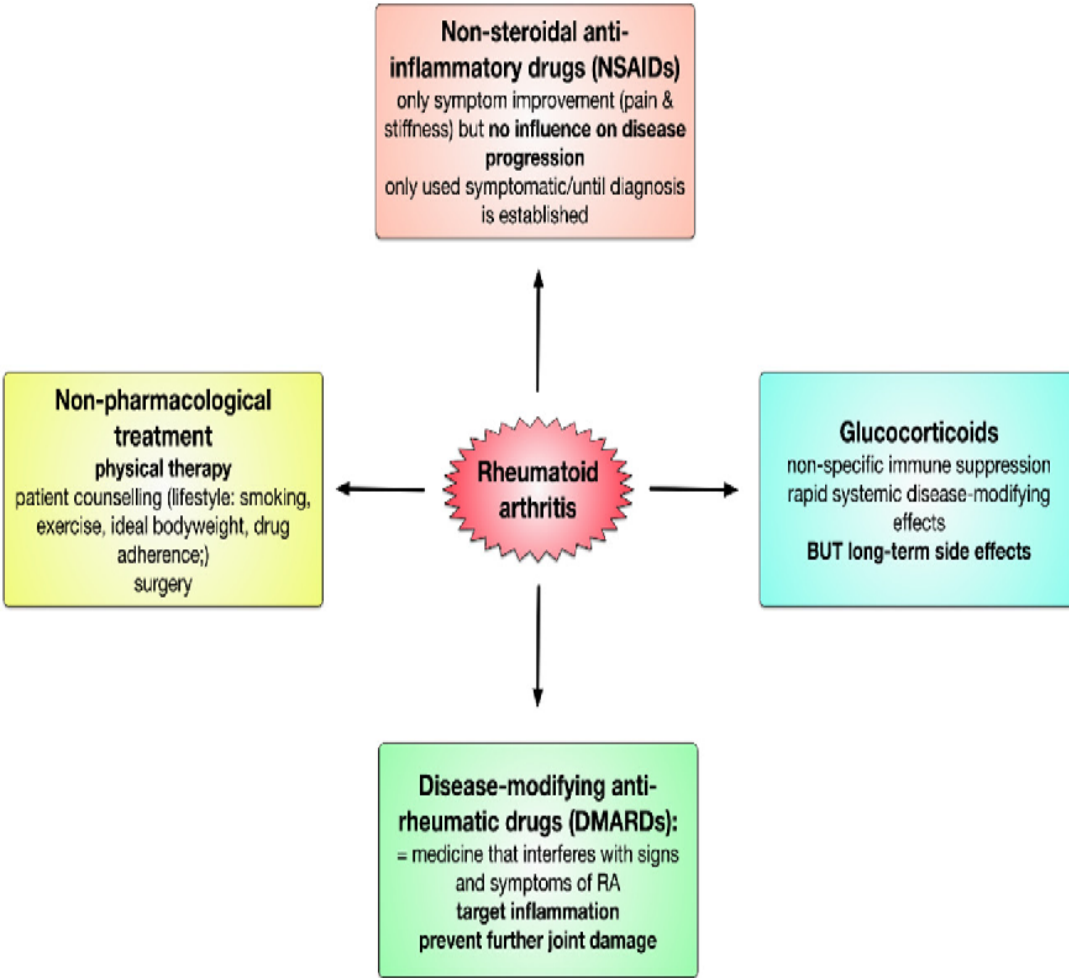 Non-steroidal anti-
inflammatory drugs (NSAIDs)
only symptom improvement (pain &
stiffness) but no influence on disease
progression
only used symptomatic/until diagnosis
is established
Non-pharmacological
treatment
physical therapy
patient counselling (lifestyle: smoking,
exercise, ideal bodyweight, drug
adherence;)
surgery
Rheumatoid
arthritis
Glucocorticoids
non-specific immune suppression
rapid systemic disease-modifying
effects
BUT long-term side effects
Disease-modifying anti-
rheumatic drugs (DMARDs):
= medicine that interferes with signs
and symptoms of RA
target inflammation
prevent further joint damage